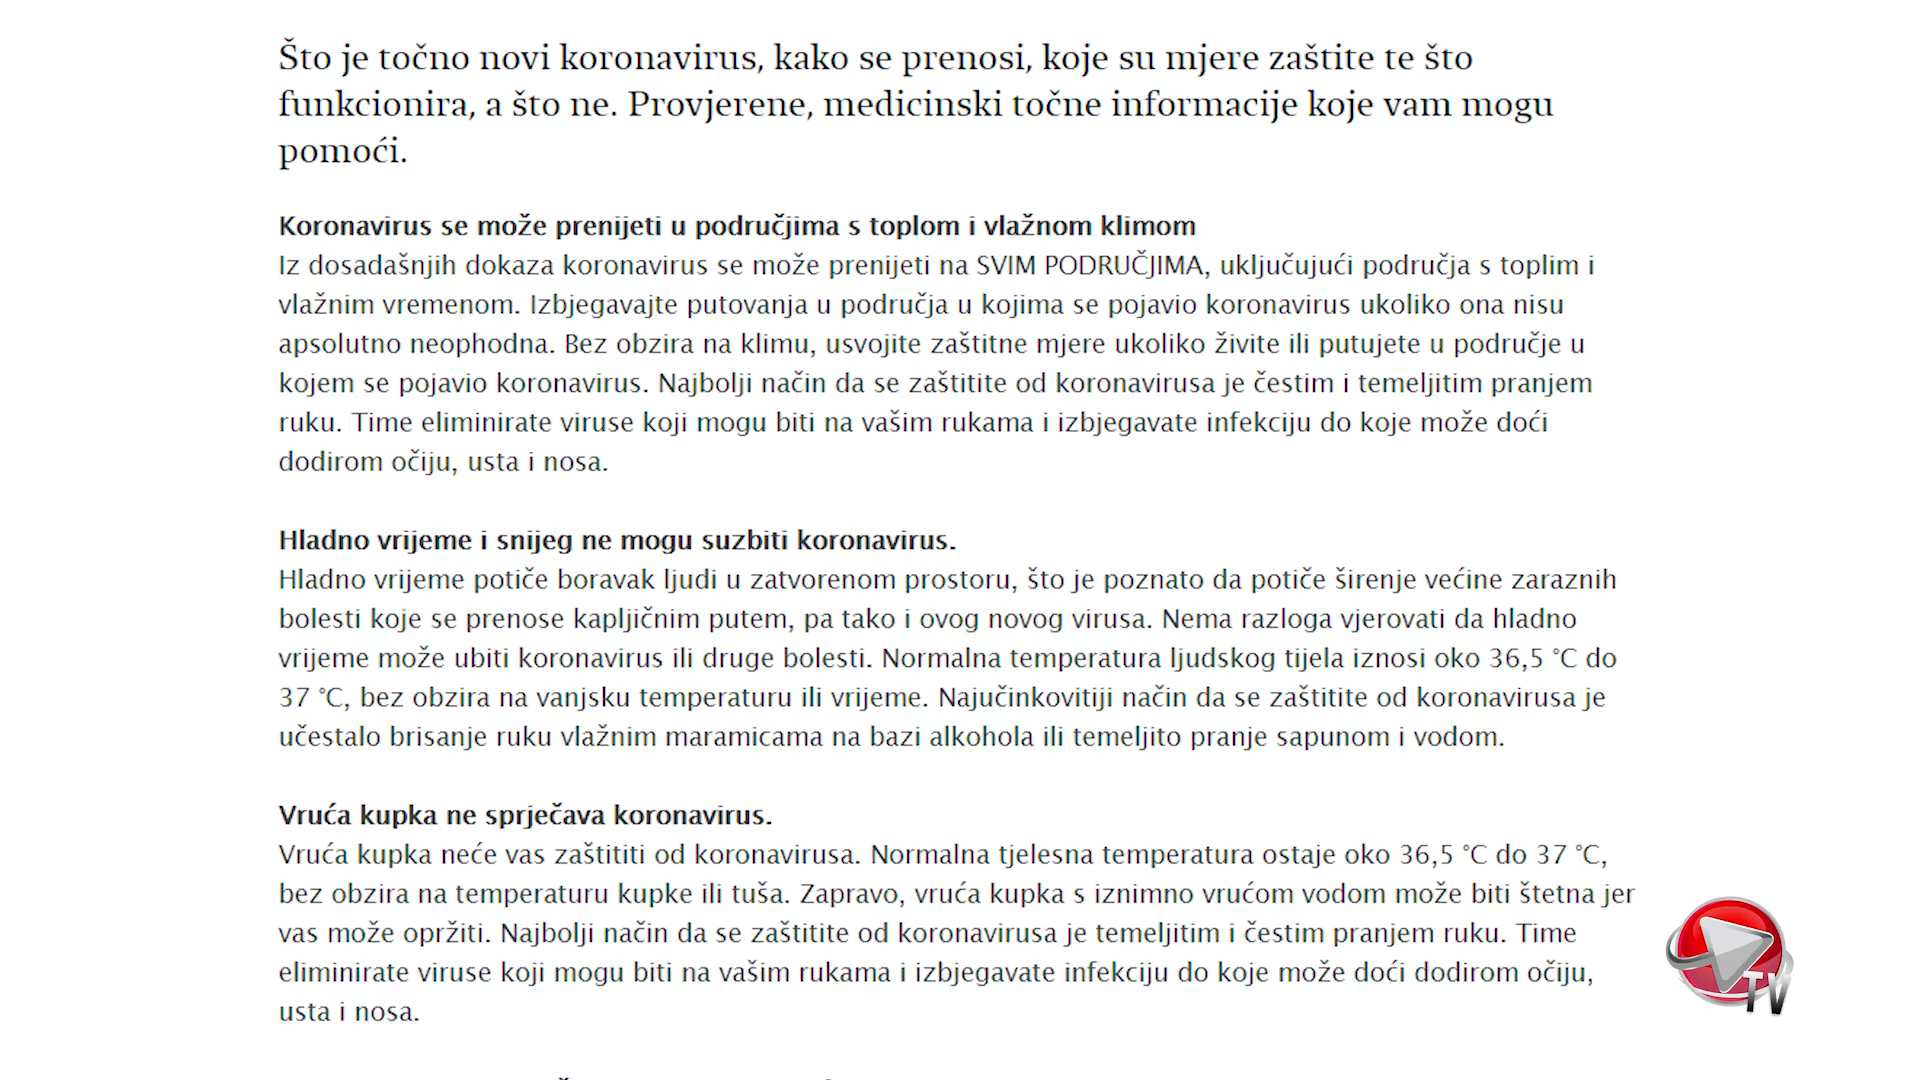 Što je točno novi koronavirus, kako se prenosi, koje su mjere zaštite te što
funkcionira, a što ne. Provjerene, medicinski točne informacije koje vam mogu
pomoći.
Koronavirus se može prenijeti u područjima s toplom i vlažnom klimom
Iz dosadašnjih dokaza koronavirus se može prenijeti na SVIM PODRUČJIMA, uključujući područja s toplim i
vlažnim vremenom. Izbjegavajte putovanja u područja u kojima se pojavio koronavirus ukoliko ona nisu
apsolutno neophodna. Bez obzira na klimu, usvojite zaštitne mjere ukoliko živite ili putujete u područje u
kojem se pojavio koronavirus. Najbolji način da se zaštitite od koronavirusa je čestim i temeljitim pranjem
ruku. Time eliminirate viruse koji mogu biti na vašim rukama i izbjegavate infekciju do koje može doći
dodirom očiju, usta i nosa.
Hladno vrijeme i snijeg ne mogu suzbiti koronavirus.
Hladno vrijeme potiče boravak ljudi u zatvorenom prostoru, što je poznato da potiče širenje većine zaraznih
bolesti koje se prenose kapljičnim putem, pa tako i ovog novog virusa. Nema razloga vjerovati da hladno
vrijeme može ubiti koronavirus ili druge bolesti. Normalna temperatura ljudskog tijela iznosi oko 36,5 °C do
37 °C, bez obzira na vanjsku temperaturu ili vrijeme. Najučinkovitiji način da se zaštitite od koronavirusa je
učestalo brisanje ruku vlažnim maramicama na bazi alkohola ili temeljito pranje sapunom i vodom.
Vruća kupka ne sprječava koronavirus.
Vruća kupka neće vas zaštititi od koronavirusa. Normalna tjelesna temperatura ostaje oko 36,5 °C do 37 °C,
bez obzira na temperaturu kupke ili tuša. Zapravo, vruća kupka s iznimno vrućom vodom može biti štetna jer
vas može opržiti. Najbolji način da se zaštitite od koronavirusa je temeljitim i čestim pranjem ruku. Time
eliminirate viruse koji mogu biti na vašim rukama i izbjegavate infekciju do koje može doći dodirom očiju,
usta i nosa.
TV